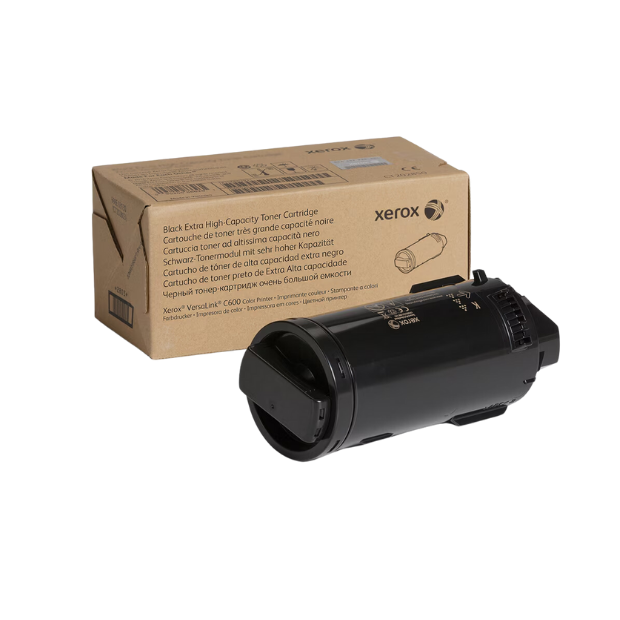 xerox
CE
xerox
Black Extra High-Capacity Toner Cartridge
Cartouche de toner très grande capacité noire
Cartuccia toner ad altissima capacità nero
Schwarz-Tonermodul mit sehr hoher Kapazität
Cartucho de toner de alta capacidad extra negro
Cartucho de toner preto de Extra Alta capacidade
Черный тонер-картридж очень большой емкости
Xerox® VersaLink® C600 Color Printer • Imprimante couleur • Stampante a colori
Farbdrucker • Impresora de color • Impressora em cores • Цветной принтер
K
xerox